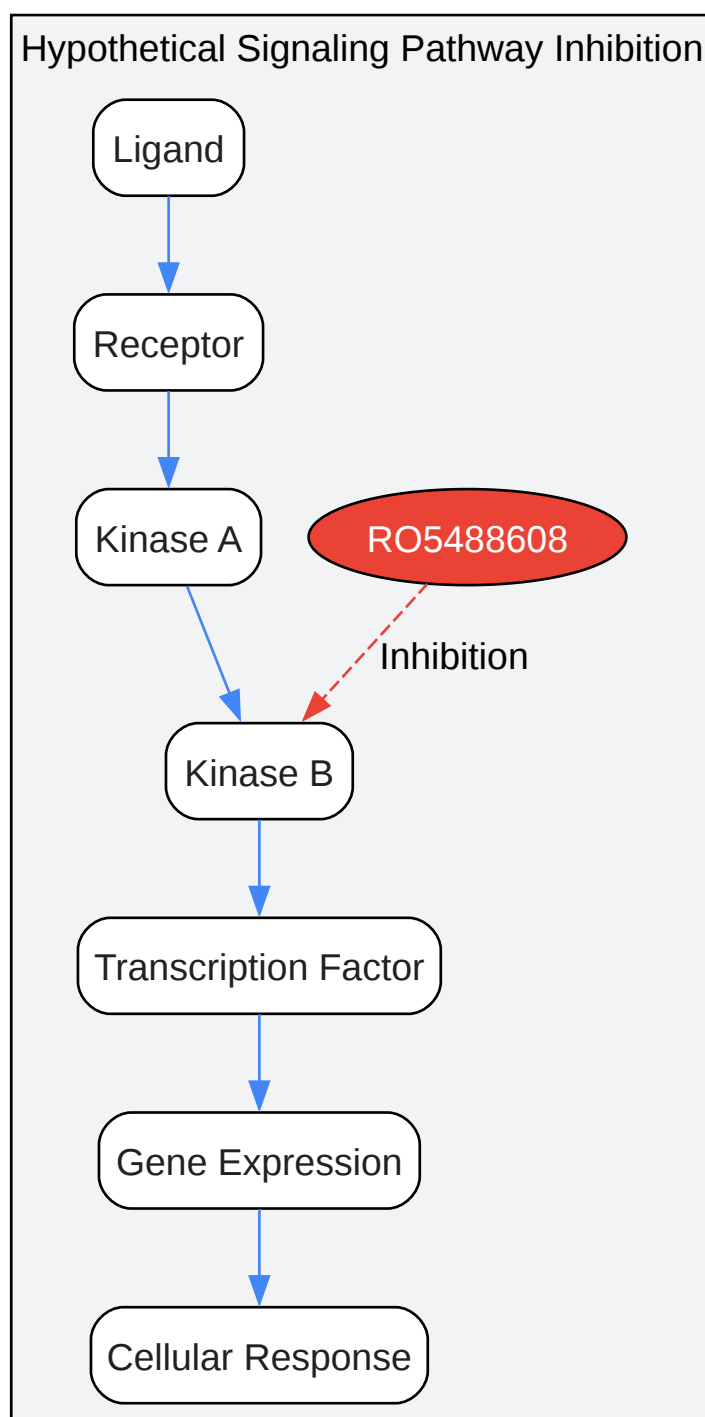 Hypothetical Signaling Pathway Inhibition
Ligand
Receptor
Kinase A
RO5488608
Inhibition
Kinase B
Transcription Factor
Gene Expression
Cellular Response